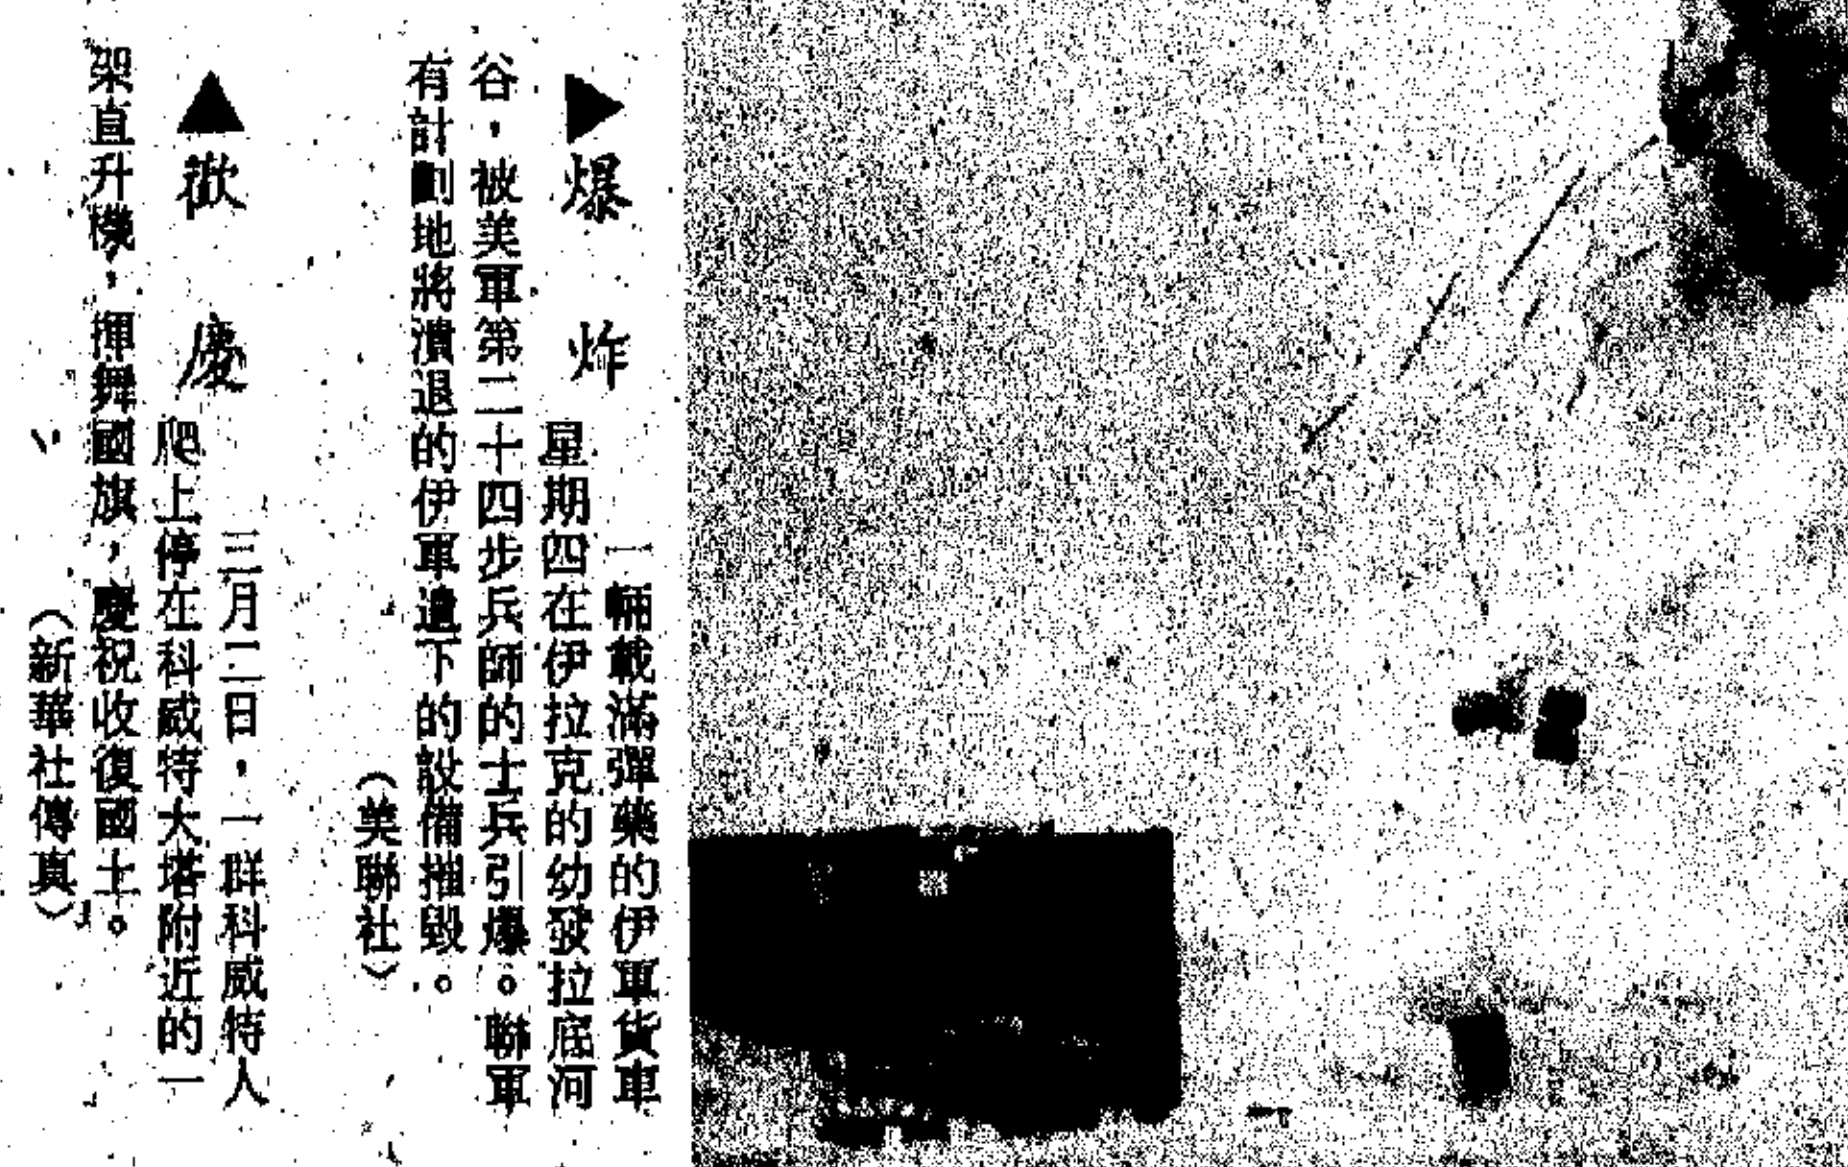 ▶爆炸
一輛載滿彈藥的伊軍貨車
星期四在伊拉克的幼發拉底河
谷，被美軍第二十四步兵師的士兵引爆。聯軍
有計劃地將潰退的伊軍遺下的設備摧毀。
（美聯社）
▲歡慶
三月二日，一群科威特人
爬上停在科威特大塔附近的一
架直升機，揮舞國旗，慶祝收復國土。
（新華社傳真）